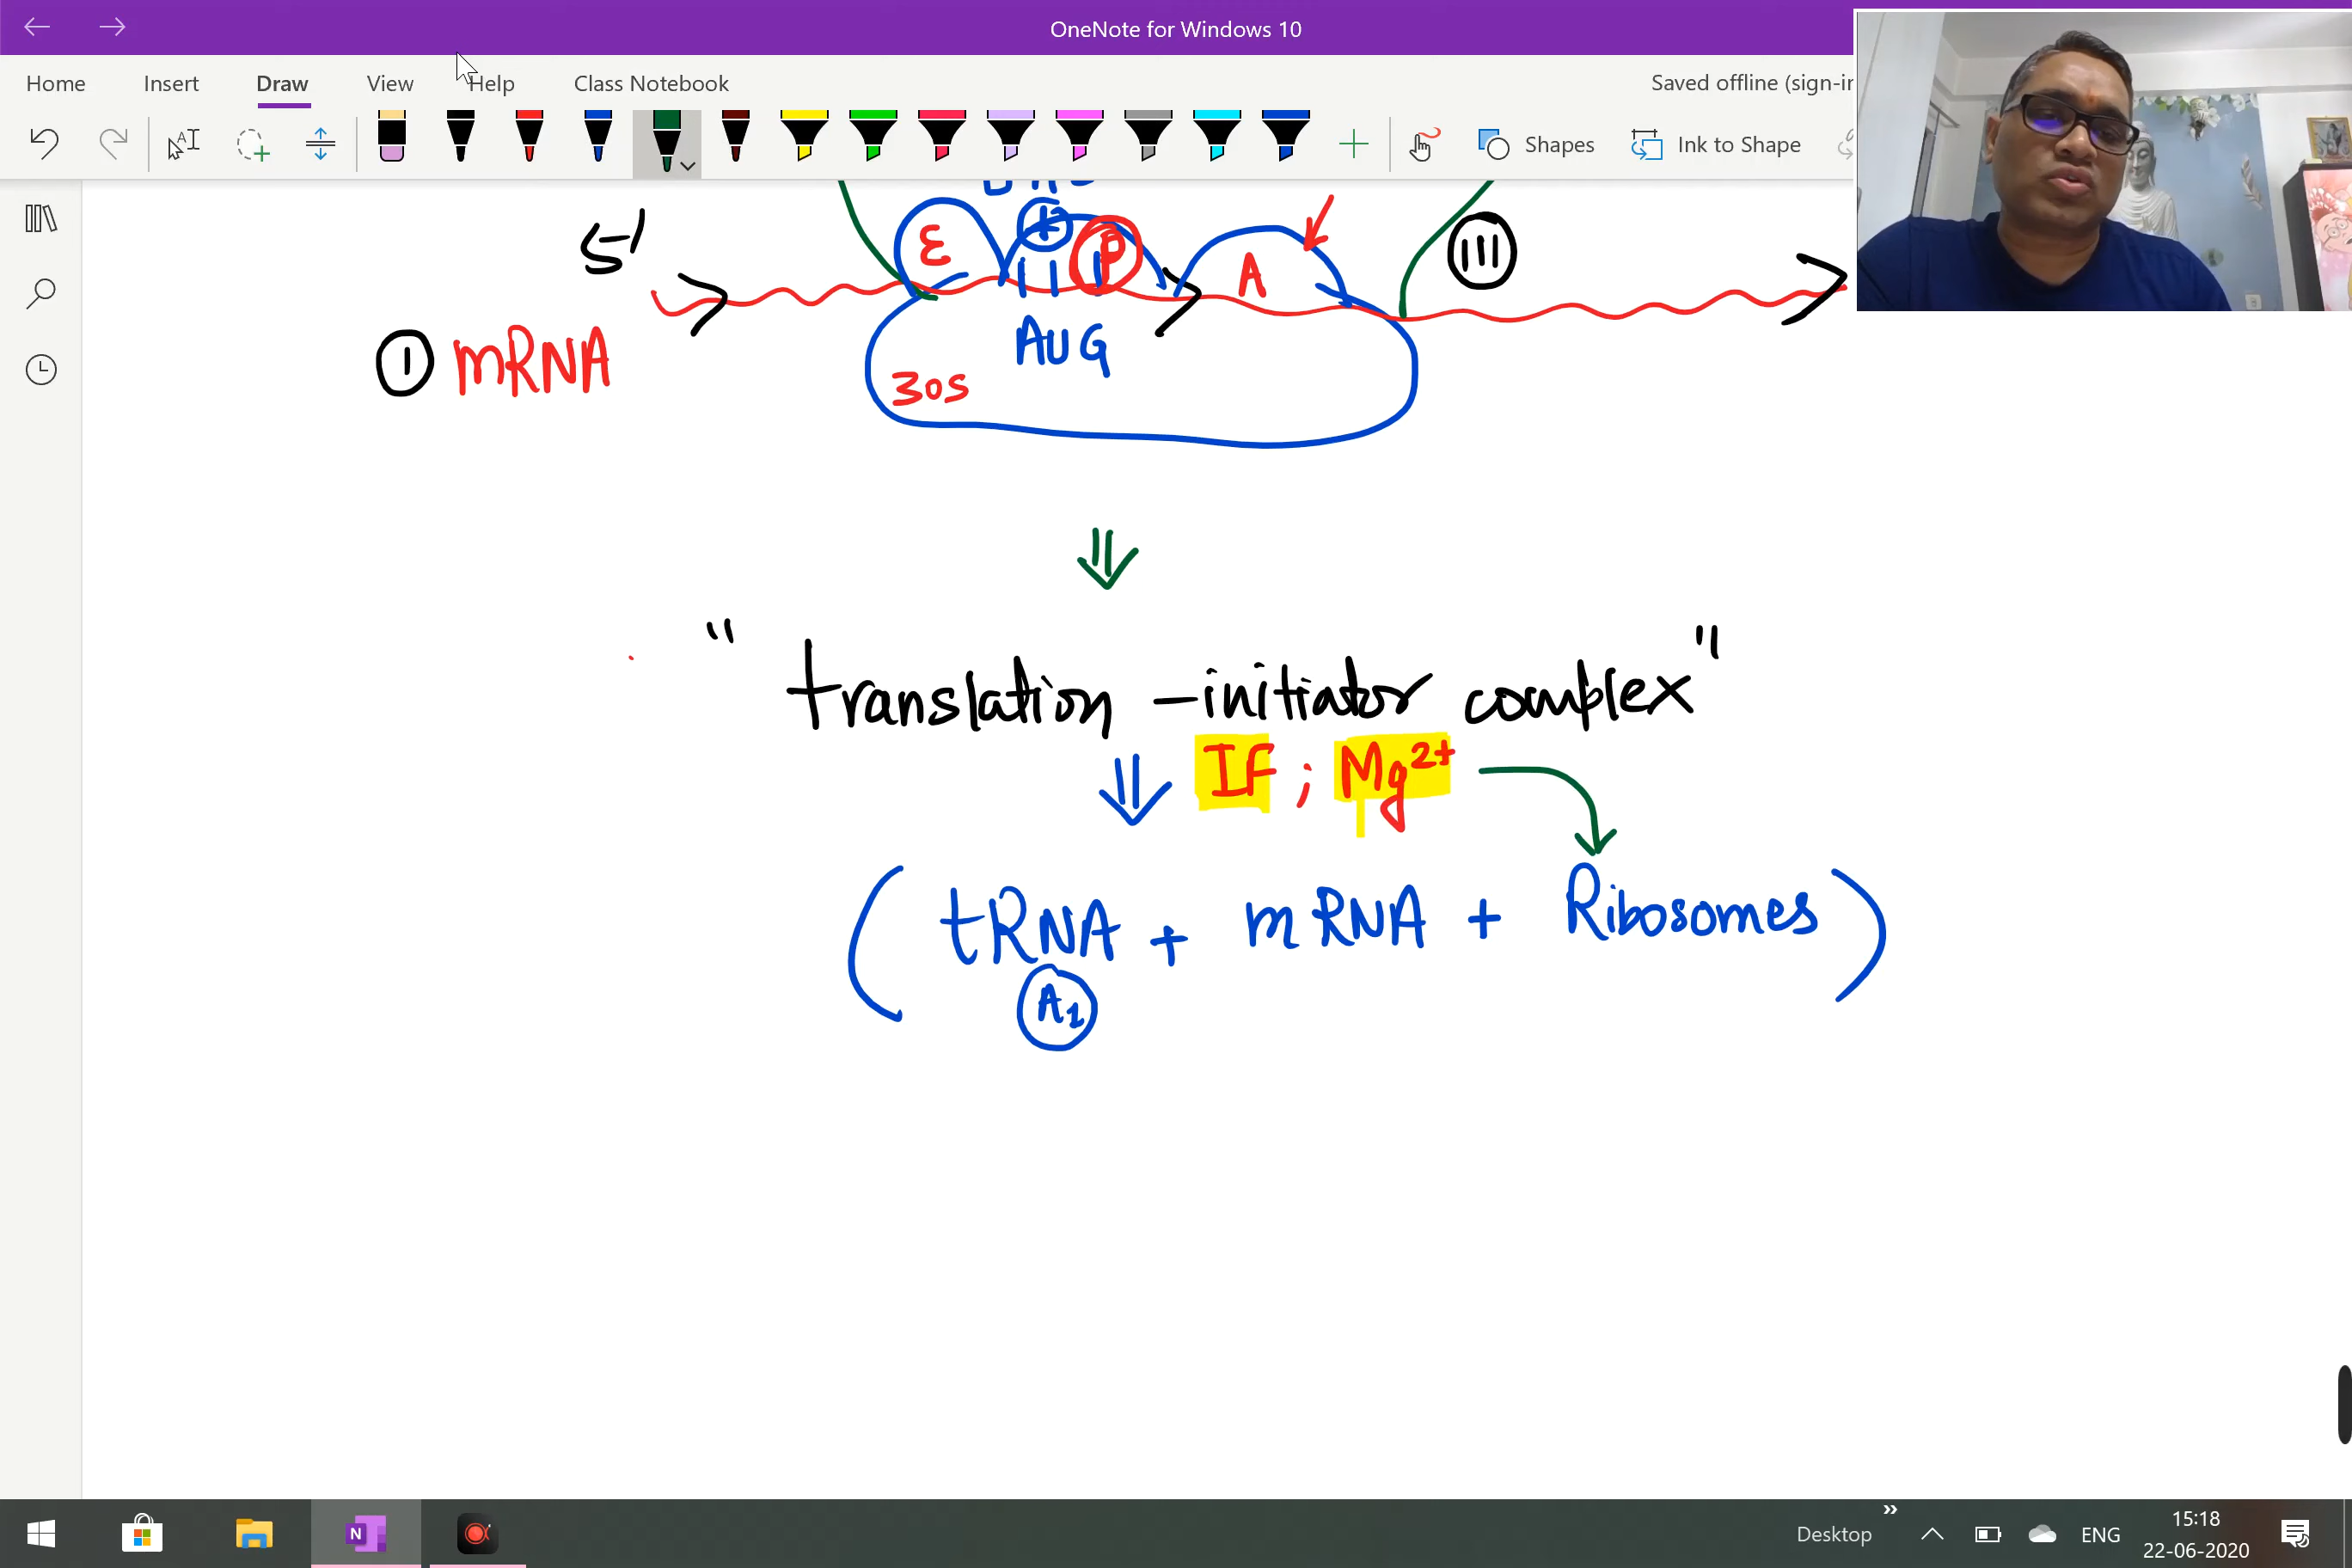 OneNote for Windows 10
Home Insert Draw View Help Class Notebook
Saved offline (sign-in
Shapes Ink to Shape
5'
E P A
III
I mRNA
AUG
30s
"translation -initiator complex"
IF ; Mg2+
(tRNA + mRNA + Ribosomes)
A1
N
Desktop
ENG
15:18
22-06-2020